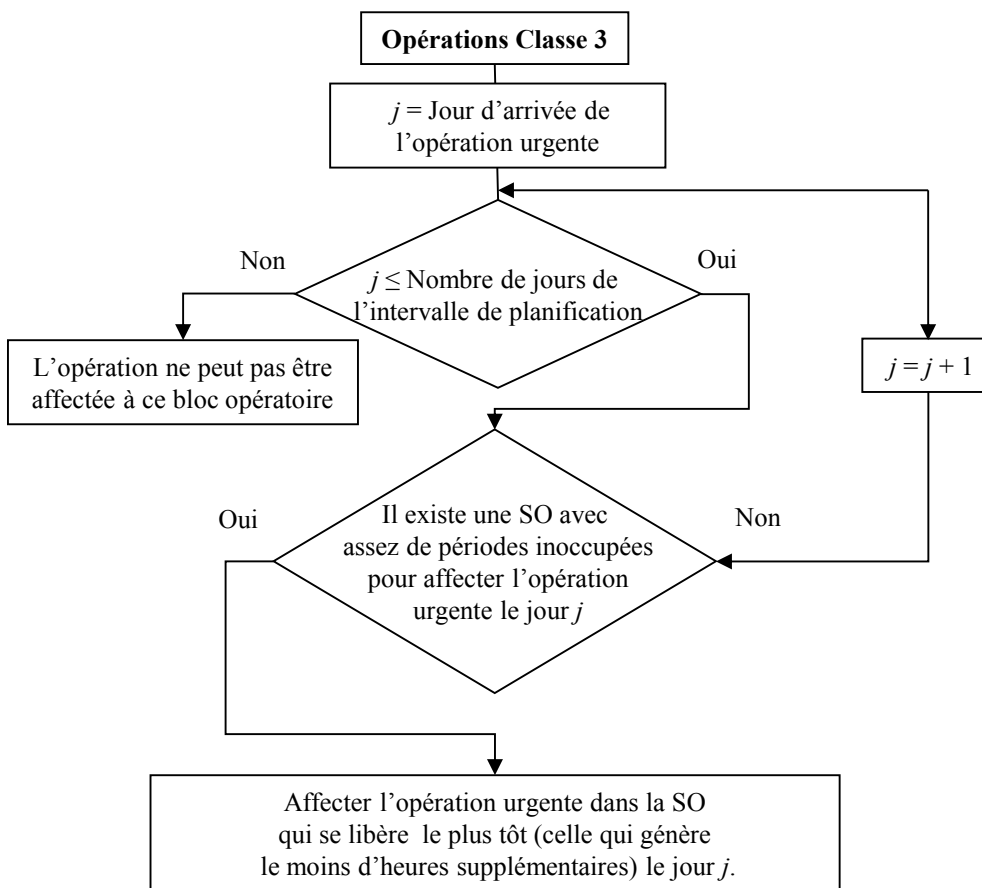 Opérations Classe 3
j = Jour d’arrivée de
l’opération urgente
Non
Oui
j ≤ Nombre de jours de
l’intervalle de planification
L’opération ne peut pas être
affectée à ce bloc opératoire
j = j + 1
Oui
Non
Il existe une SO avec
assez de périodes inoccupées
pour affecter l’opération
urgente le jour j
Affecter l’opération urgente dans la SO
qui se libère le plus tôt (celle qui génère
le moins d’heures supplémentaires) le jour j.